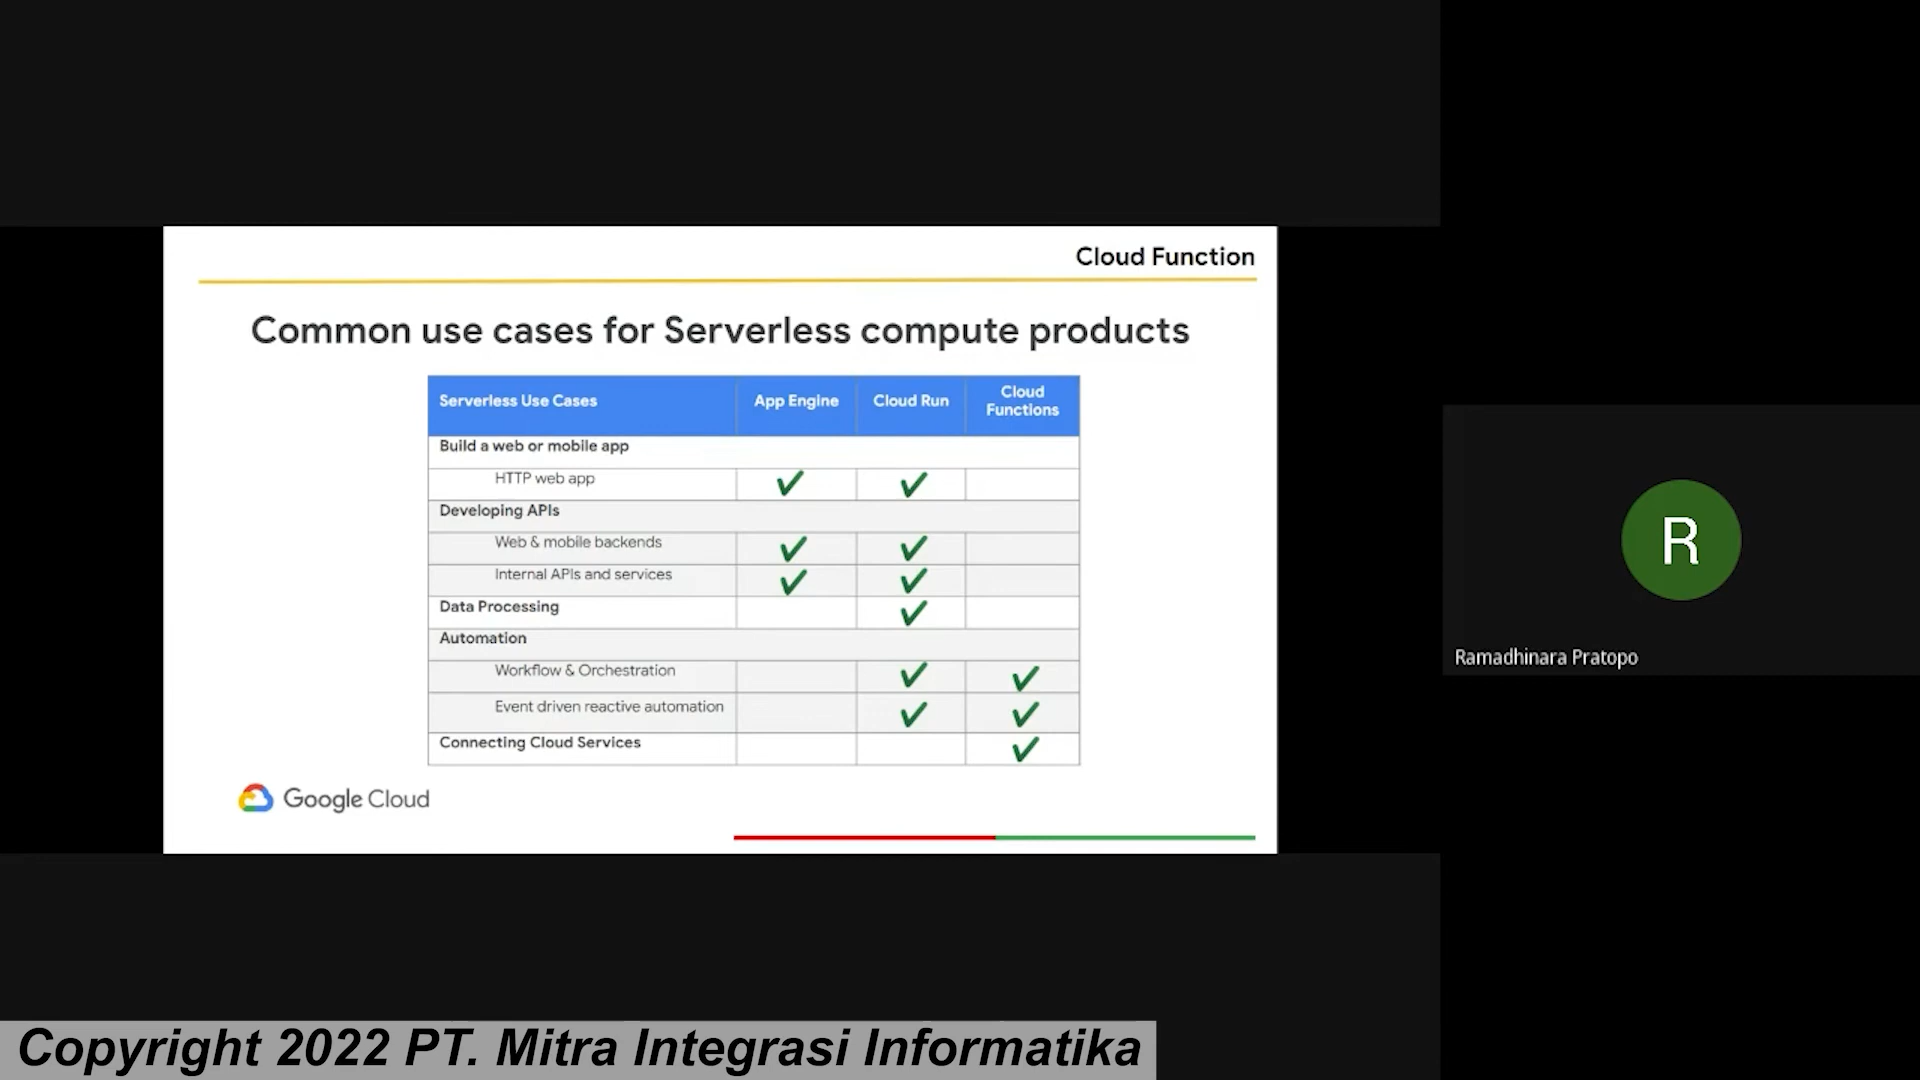 Cloud Function
Common use cases for Serverless compute products
Serverless Use Cases App Engine Cloud Run Cloud Functions
Build a web or mobile app
HTTP web app ✔ ✔
Developing APIs
Web & mobile backends ✔ ✔
Internal APIs and services ✔ ✔
Data Processing ✔
Automation
Workflow & Orchestration ✔ ✔
Event driven reactive automation ✔ ✔
Connecting Cloud Services ✔
Google Cloud
R
Ramadhinara Pratopo
Copyright 2022 PT. Mitra Integrasi Informatika